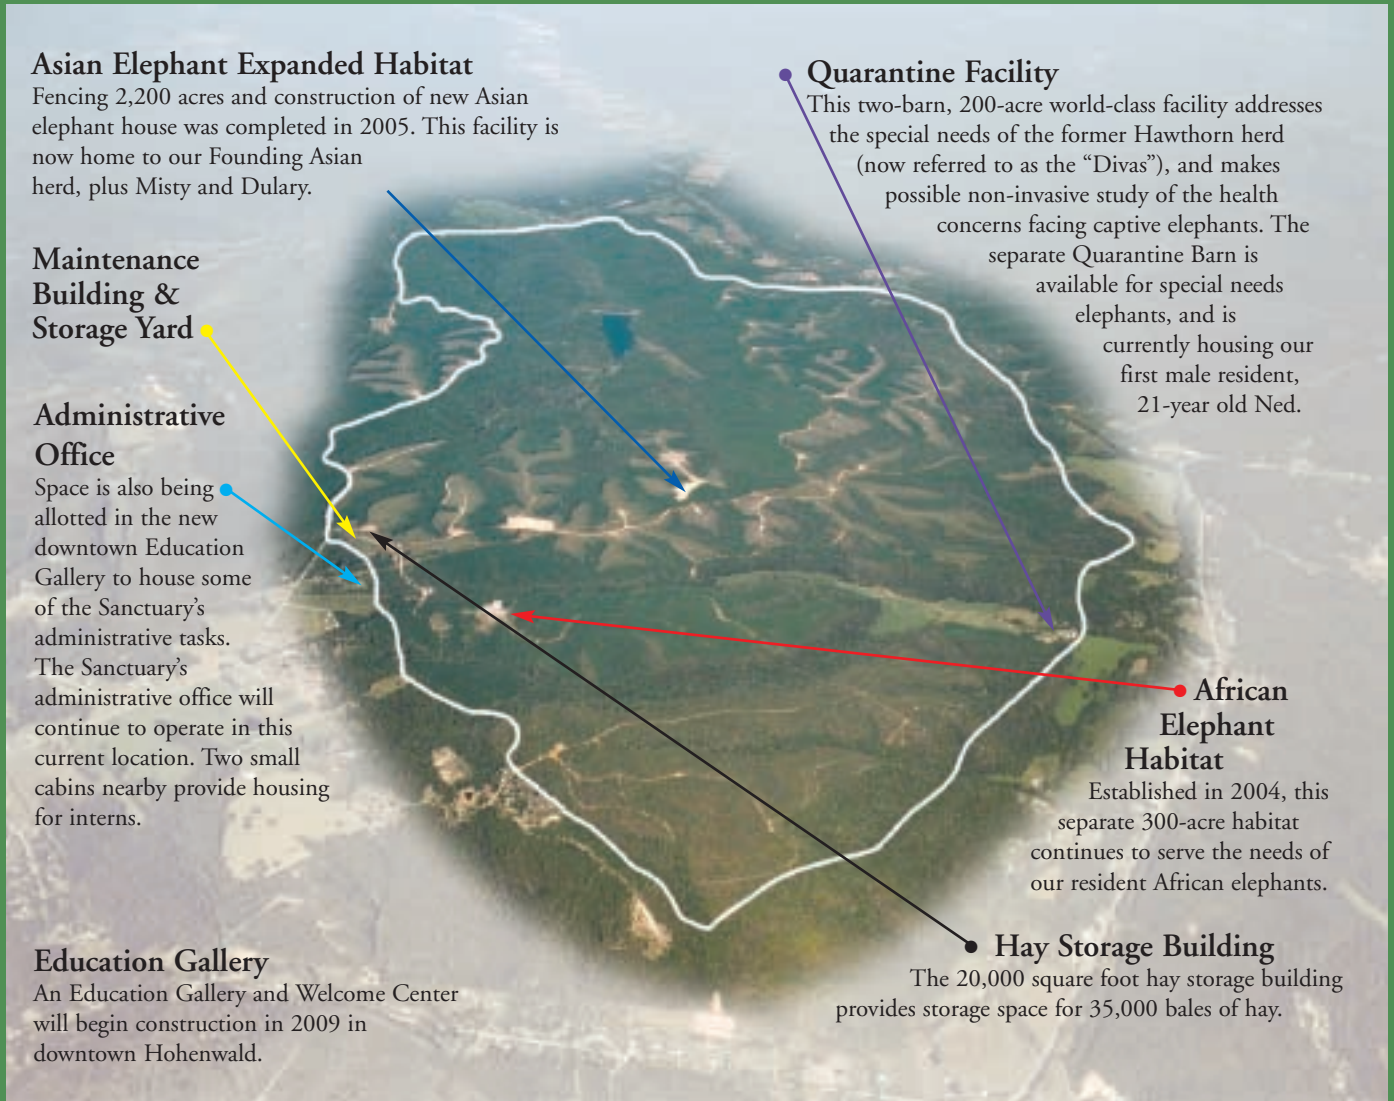 Asian Elephant Expanded Habitat
Fencing 2,200 acres and construction of new Asian
elephant house was completed in 2005. This facility is
now home to our Founding Asian
herd, plus Misty and Dulary.
Maintenance
Building &
Storage Yard
Administrative
Office
Space is also being
allotted in the new
downtown Education
Gallery to house some
of the Sanctuary’s
administrative tasks.
The Sanctuary’s
administrative office will
continue to operate in this
current location. Two small
cabins nearby provide housing
for interns.
Education Gallery
An Education Gallery and Welcome Center
will begin construction in 2009 in
downtown Hohenwald.
Quarantine Facility
This two-barn, 200-acre world-class facility addresses
the special needs of the former Hawthorn herd
(now referred to as the “Divas”), and makes
possible non-invasive study of the health
concerns facing captive elephants. The
separate Quarantine Barn is
available for special needs
elephants, and is
currently housing our
first male resident,
21-year old Ned.
African
Elephant
Habitat
Established in 2004, this
separate 300-acre habitat
continues to serve the needs of
our resident African elephants.
Hay Storage Building
The 20,000 square foot hay storage building
provides storage space for 35,000 bales of hay.